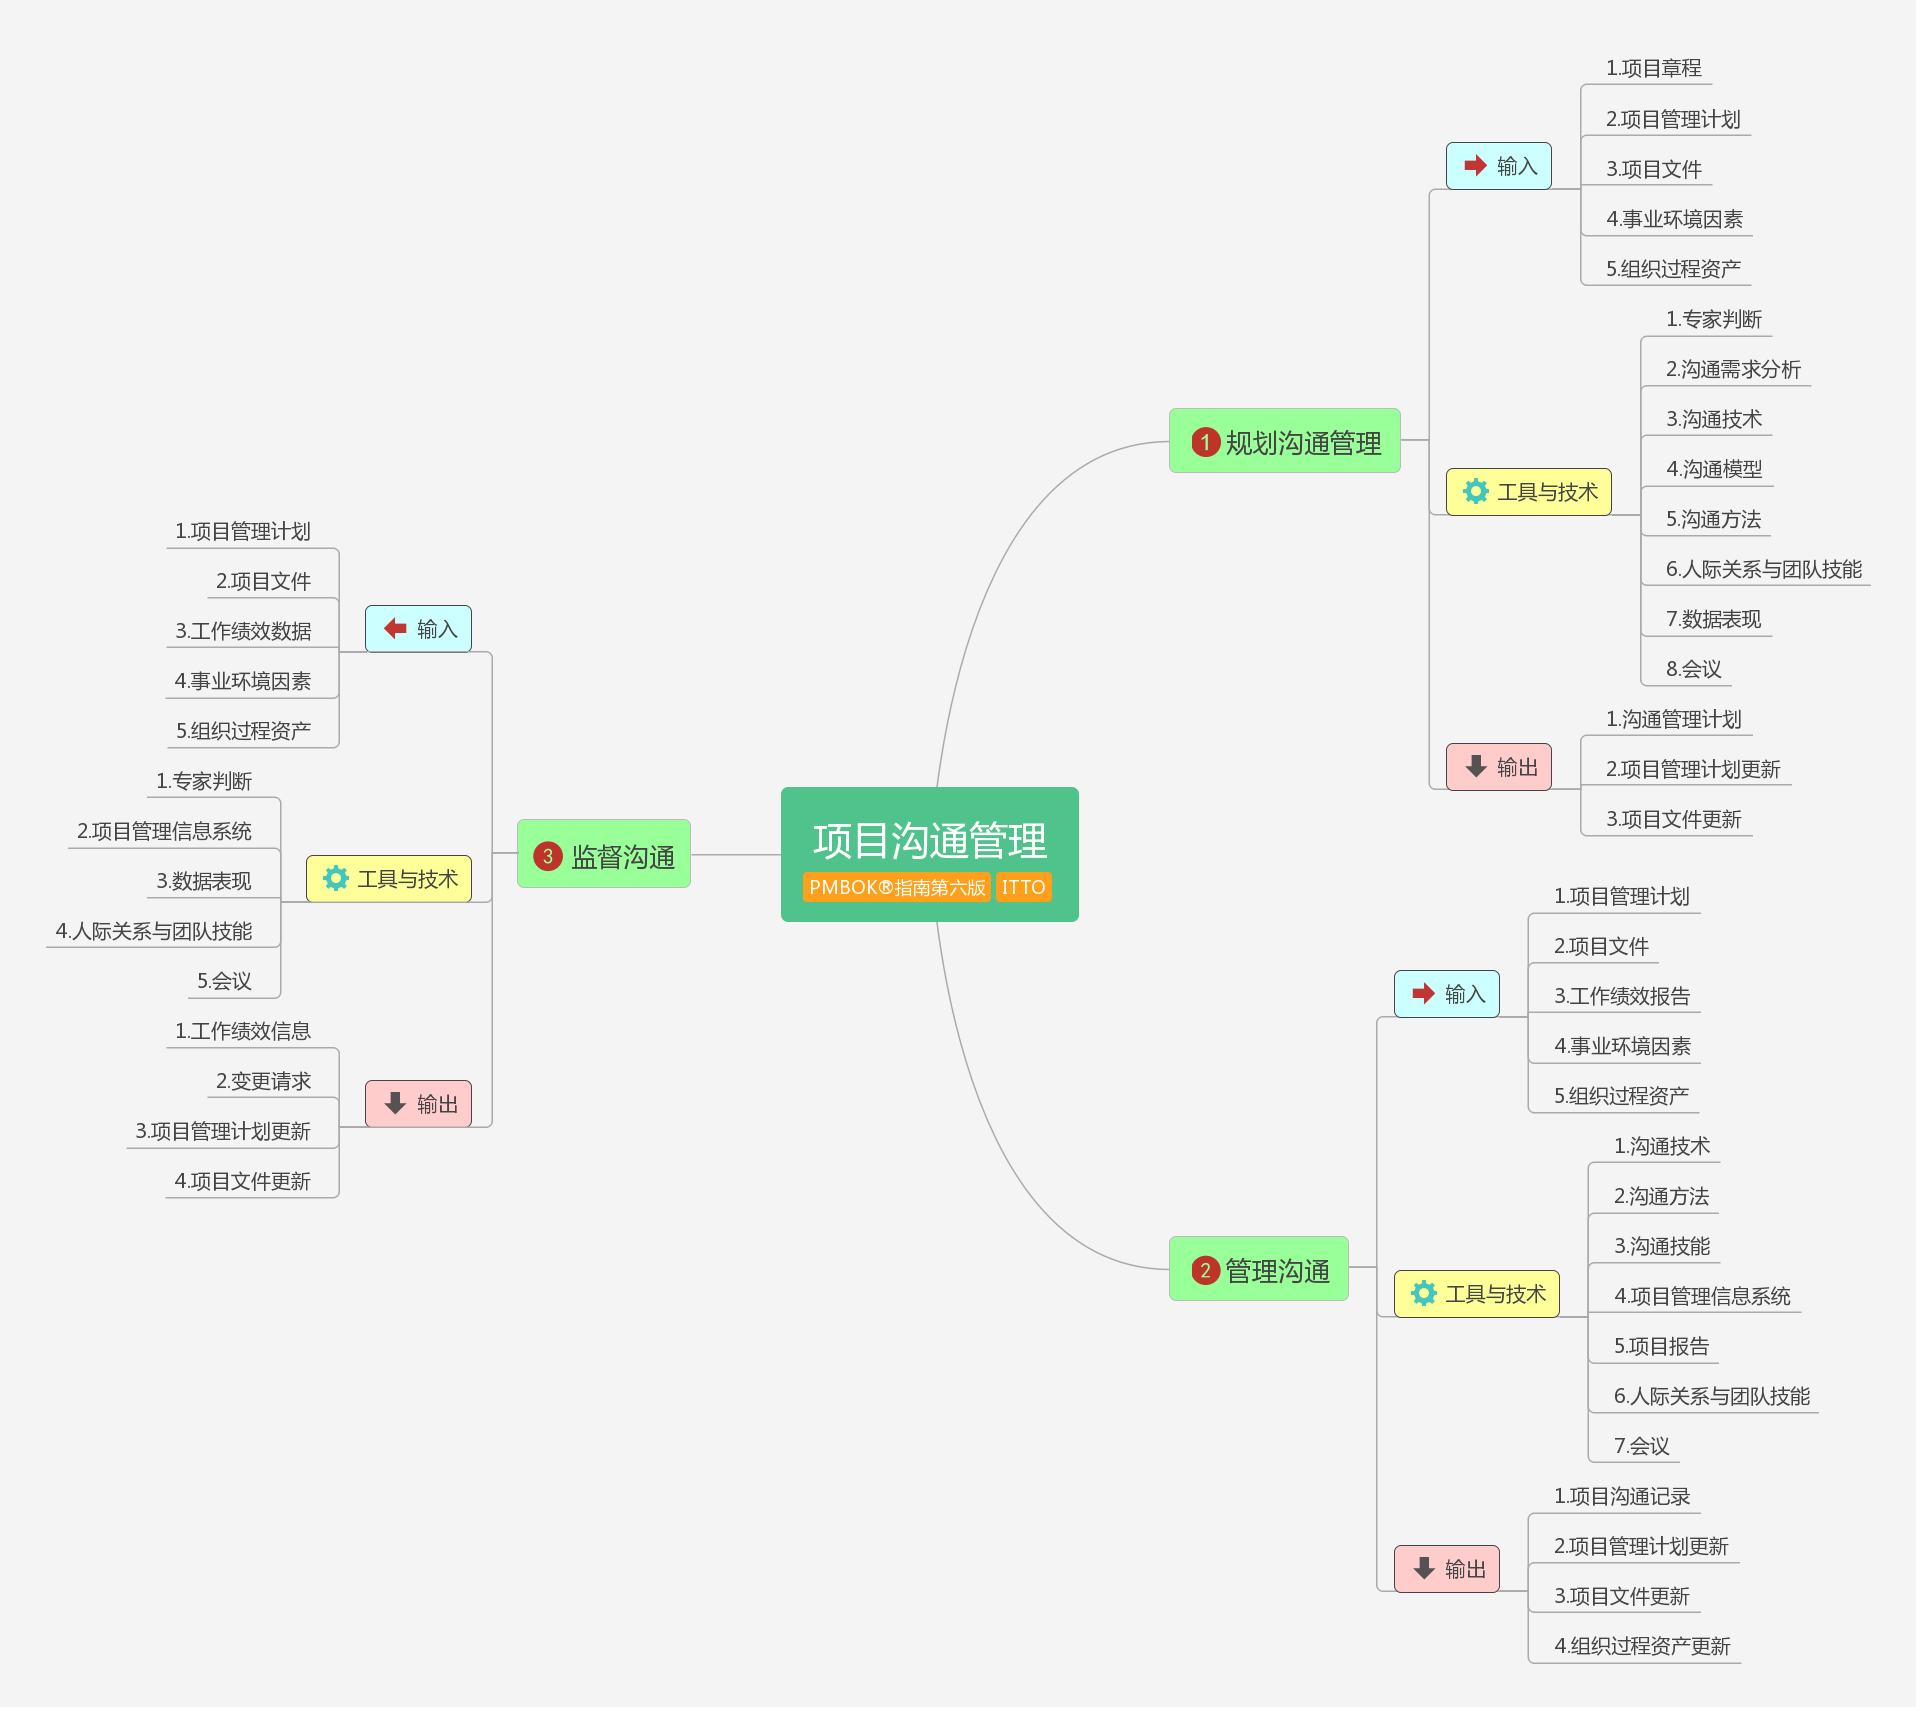 项目沟通管理
PMBOK®指南第六版 ITTO
1 规划沟通管理
输入
1.项目章程
2.项目管理计划
3.项目文件
4.事业环境因素
5.组织过程资产
工具与技术
1.专家判断
2.沟通需求分析
3.沟通技术
4.沟通模型
5.沟通方法
6.人际关系与团队技能
7.数据表现
8.会议
输出
1.沟通管理计划
2.项目管理计划更新
3.项目文件更新
2 管理沟通
输入
1.项目管理计划
2.项目文件
3.工作绩效报告
4.事业环境因素
5.组织过程资产
工具与技术
1.沟通技术
2.沟通方法
3.沟通技能
4.项目管理信息系统
5.项目报告
6.人际关系与团队技能
7.会议
输出
1.项目沟通记录
2.项目管理计划更新
3.项目文件更新
4.组织过程资产更新
3 监督沟通
输入
1.项目管理计划
2.项目文件
3.工作绩效数据
4.事业环境因素
5.组织过程资产
工具与技术
1.专家判断
2.项目管理信息系统
3.数据表现
4.人际关系与团队技能
5.会议
输出
1.工作绩效信息
2.变更请求
3.项目管理计划更新
4.项目文件更新